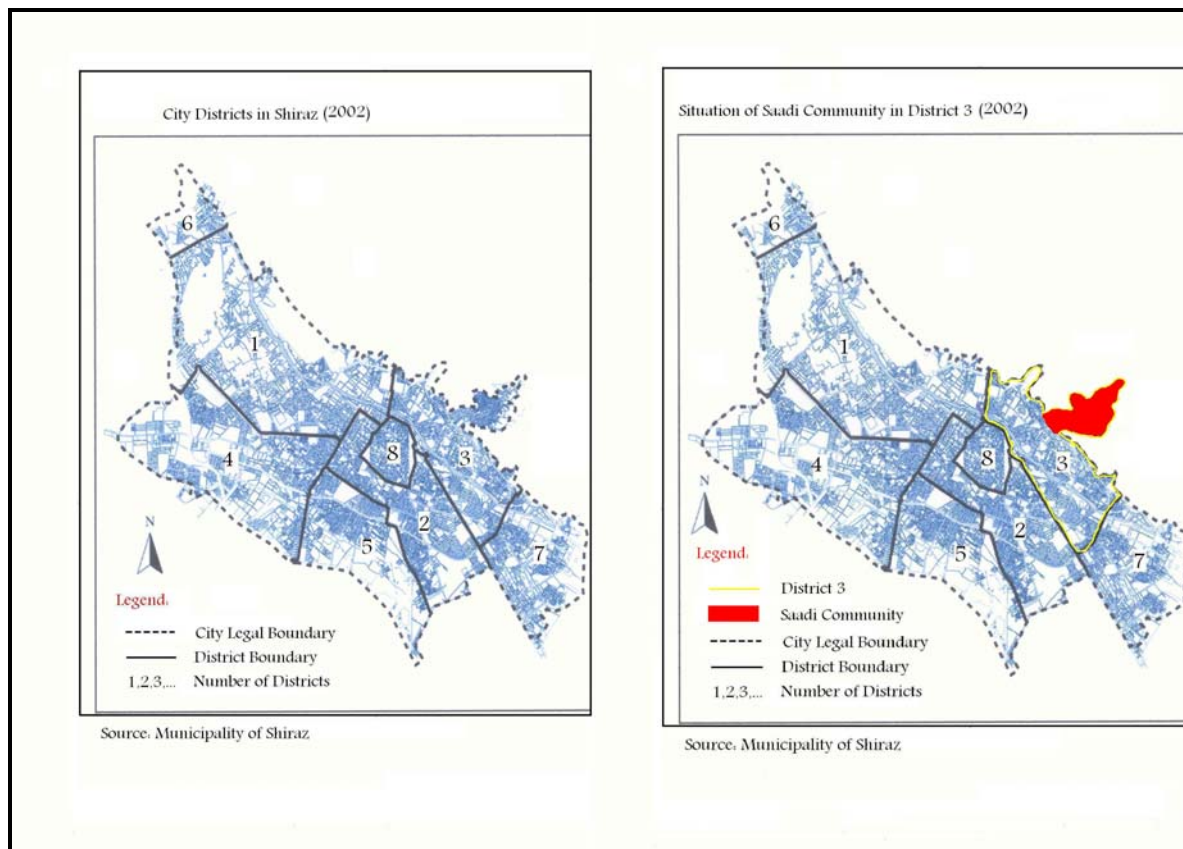 City Districts in Shiraz (2002)
6
1
4
8
3
2
5
7
N
Legend:
City Legal Boundary
District Boundary
1,2,3,... Number of Districts
Source: Municipality of Shiraz
Situation of Saadi Community in District 3 (2002)
6
1
4
8
3
2
5
7
N
Legend:
District 3
Saadi Community
City Legal Boundary
District Boundary
1,2,3,... Number of Districts
Source: Municipality of Shiraz